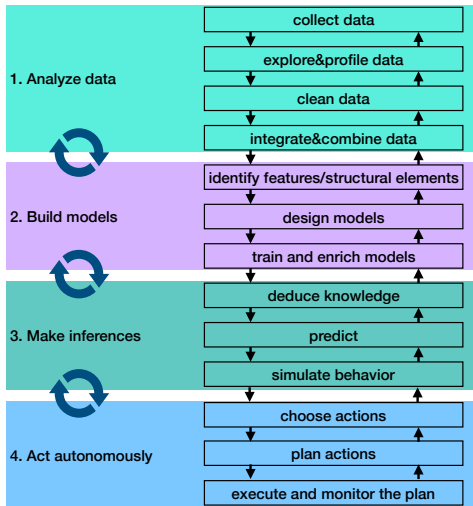 collect data
explore&profile data
1. Analyze data
clean data
integrate&combine data
identify features/structural elements
2. Build models
design models
train and enrich models
deduce knowledge
3. Make inferences
predict
simulate behavior
choose actions
4. Act autonomously
plan actions
execute and monitor the plan